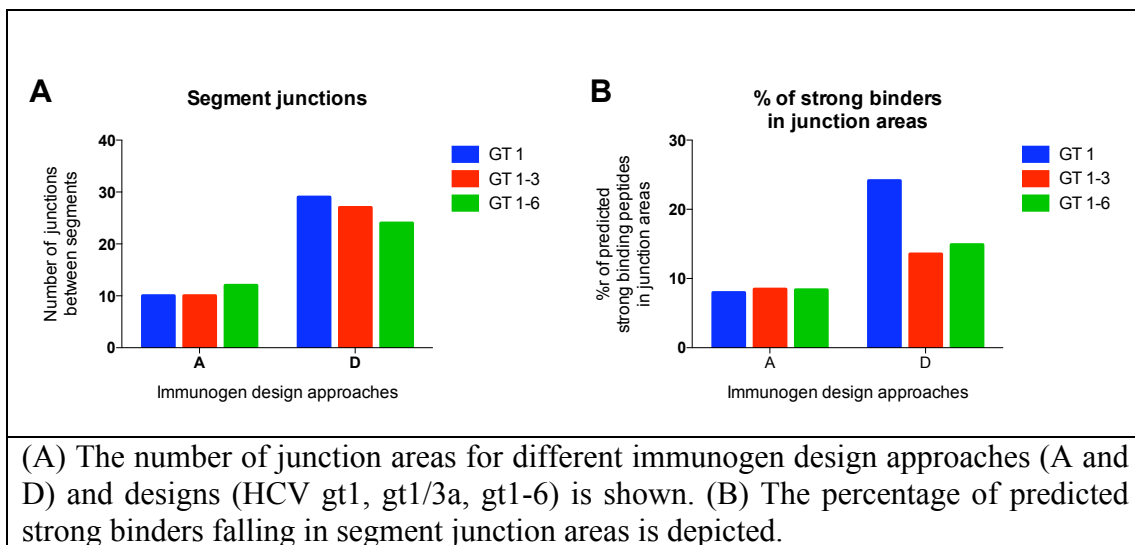 A
Segment junctions
Number of junctions
between segments
40
30
20
10
0
A
D
Immunogen design approaches
GT 1
GT 1-3
GT 1-6
B
% of strong binders
in junction areas
%r of predicted
strong binding peptides
in junction areas
30
20
10
0
A
D
Immunogen design approaches
GT 1
GT 1-3
GT 1-6
(A) The number of junction areas for different immunogen design approaches (A and
D) and designs (HCV gt1, gt1/3a, gt1-6) is shown. (B) The percentage of predicted
strong binders falling in segment junction areas is depicted.